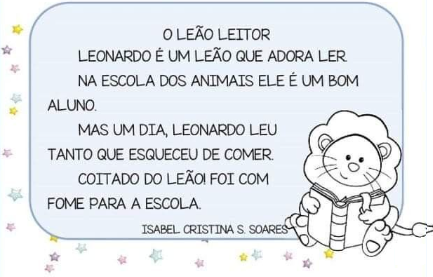 O LEÃO LEITOR
LEONARDO É UM LEÃO QUE ADORA LER.
NA ESCOLA DOS ANIMAIS ELE É UM BOM
ALUNO.
MAS UM DIA, LEONARDO LEU
TANTO QUE ESQUECEU DE COMER.
COITADO DO LEÃO! FOI COM
FOME PARA A ESCOLA.
ISABEL CRISTINA S. SOARES